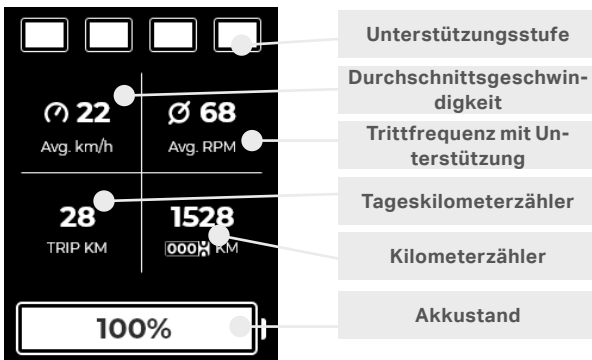 Unterstützungsstufe
22
Avg. km/h
68
Avg. RPM
Durchschnittsgeschwin-
digkeit
Trittfrequenz mit Un-
terstützung
28
TRIP KM
1528
000 KM
Tageskilometerzähler
Kilometerzähler
100%
Akkustand